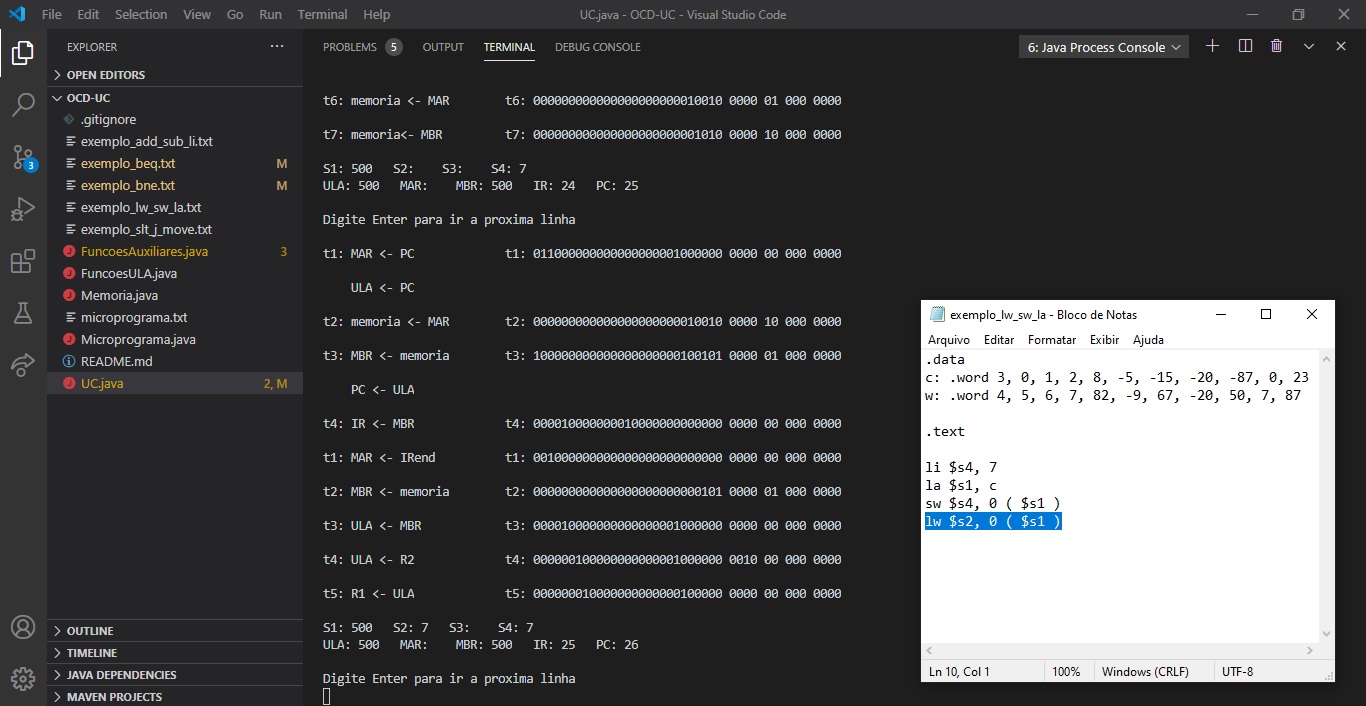 File Edit Selection View Go Run Terminal Help UC.java - OCD-UC - Visual Studio Code
EXPLORER
OPEN EDITORS
OCD-UC
.gitignore
exemplo_add_sub_li.txt
exemplo_beq.txt M
exemplo_bne.txt M
exemplo_lw_sw_la.txt
exemplo_slt_j_move.txt
FuncoesAuxiliares.java 3
FuncoesULA.java
Memoria.java
microprograma.txt
Microprograma.java
README.md
UC.java 2, M
OUTLINE
TIMELINE
JAVA DEPENDENCIES
MAVEN PROJECTS
3
PROBLEMS 5 OUTPUT TERMINAL DEBUG CONSOLE 6: Java Process Console
t6: memoria <- MAR t6: 000000000000000000000010010 0000 01 000 0000
t7: memoria<- MBR t7: 000000000000000000000001010 0000 10 000 0000
S1: 500 S2: S3: S4: 7
ULA: 500 MAR: MBR: 500 IR: 24 PC: 25
Digite Enter para ir a proxima linha
t1: MAR <- PC t1: 011000000000000000001000000 0000 00 000 0000
ULA <- PC
t2: memoria <- MAR t2: 000000000000000000000010010 0000 10 000 0000
t3: MBR <- memoria t3: 100000000000000000000100101 0000 01 000 0000
PC <- ULA
t4: IR <- MBR t4: 000010000000010000000000000 0000 00 000 0000
t1: MAR <- IRend t1: 001000000000000000000000000 0000 00 000 0000
t2: MBR <- memoria t2: 000000000000000000000000101 0000 01 000 0000
t3: ULA <- MBR t3: 000010000000000000001000000 0000 00 000 0000
t4: ULA <- R2 t4: 000000100000000000001000000 0010 00 000 0000
t5: R1 <- ULA t5: 000000010000000000000100000 0000 00 000 0000
S1: 500 S2: 7 S3: S4: 7
ULA: 500 MAR: MBR: 500 IR: 25 PC: 26
Digite Enter para ir a proxima linha
exemplo_lw_sw_la - Bloco de Notas
Arquivo Editar Formatar Exibir Ajuda
.data
c: .word 3, 0, 1, 2, 8, -5, -15, -20, -87, 0, 23
w: .word 4, 5, 6, 7, 82, -9, 67, -20, 50, 7, 87
.text
li $s4, 7
la $s1, c
sw $s4, 0 ( $s1 )
lw $s2, 0 ( $s1 )
Ln 10, Col 1 100% Windows (CRLF) UTF-8